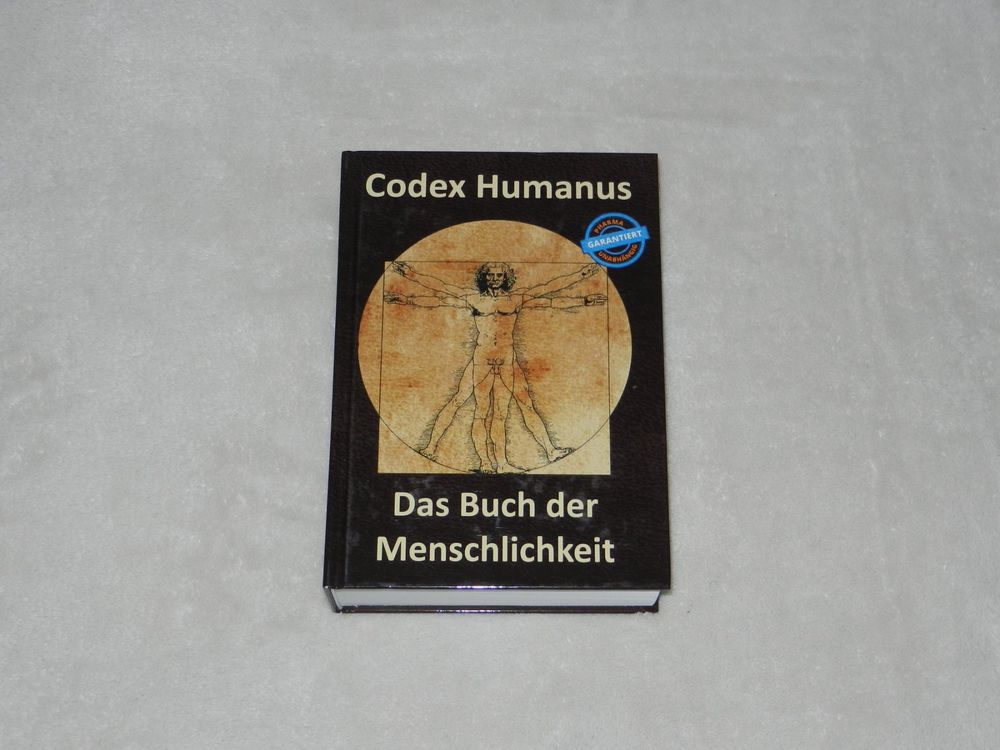 Codex Humanus
PHARMA
GARANTIERT
UNABHÄNGIG
Das Buch der
Menschlichkeit